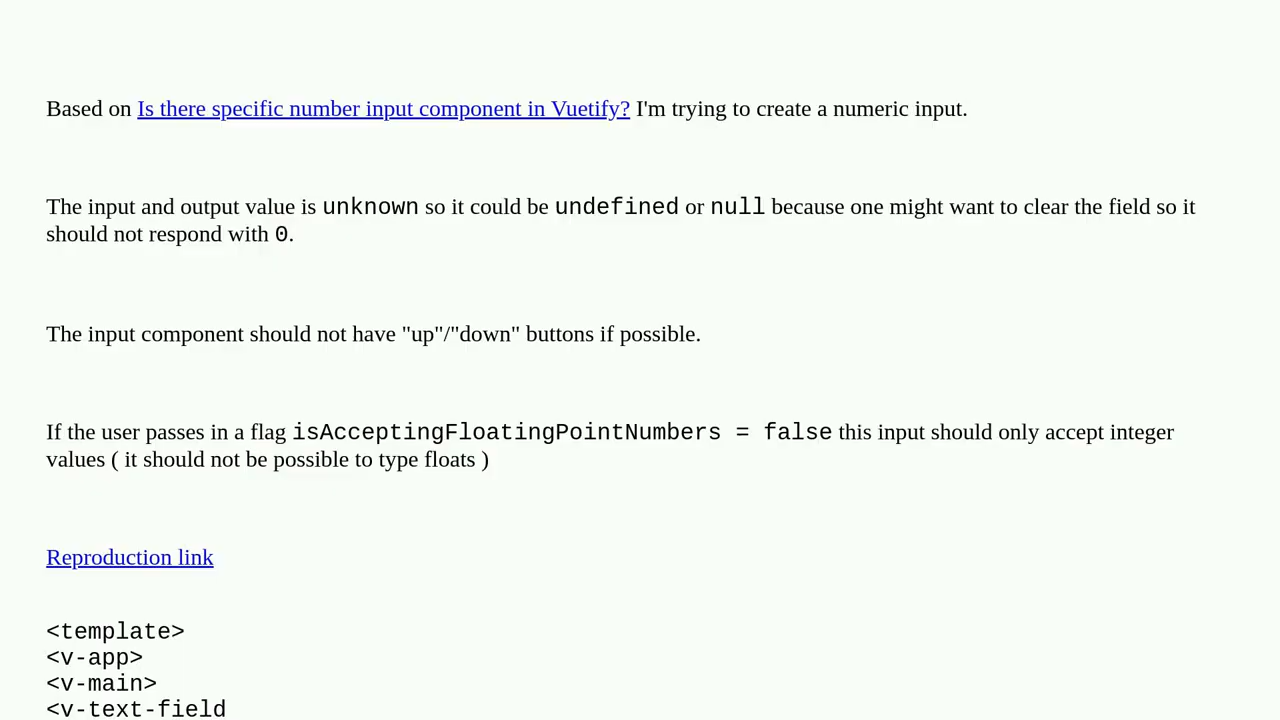 Based on Is there specific number input component in Vuetify? I'm trying to create a numeric input.
The input and output value is unknown so it could be undefined or null because one might want to clear the field so it
should not respond with 0.
The input component should not have "up"/"down" buttons if possible.
If the user passes in a flag isAcceptingFloatingPointNumbers = false this input should only accept integer
values ( it should not be possible to type floats )
Reproduction link
<template>
<v-app>
<v-main>
<v-text-field